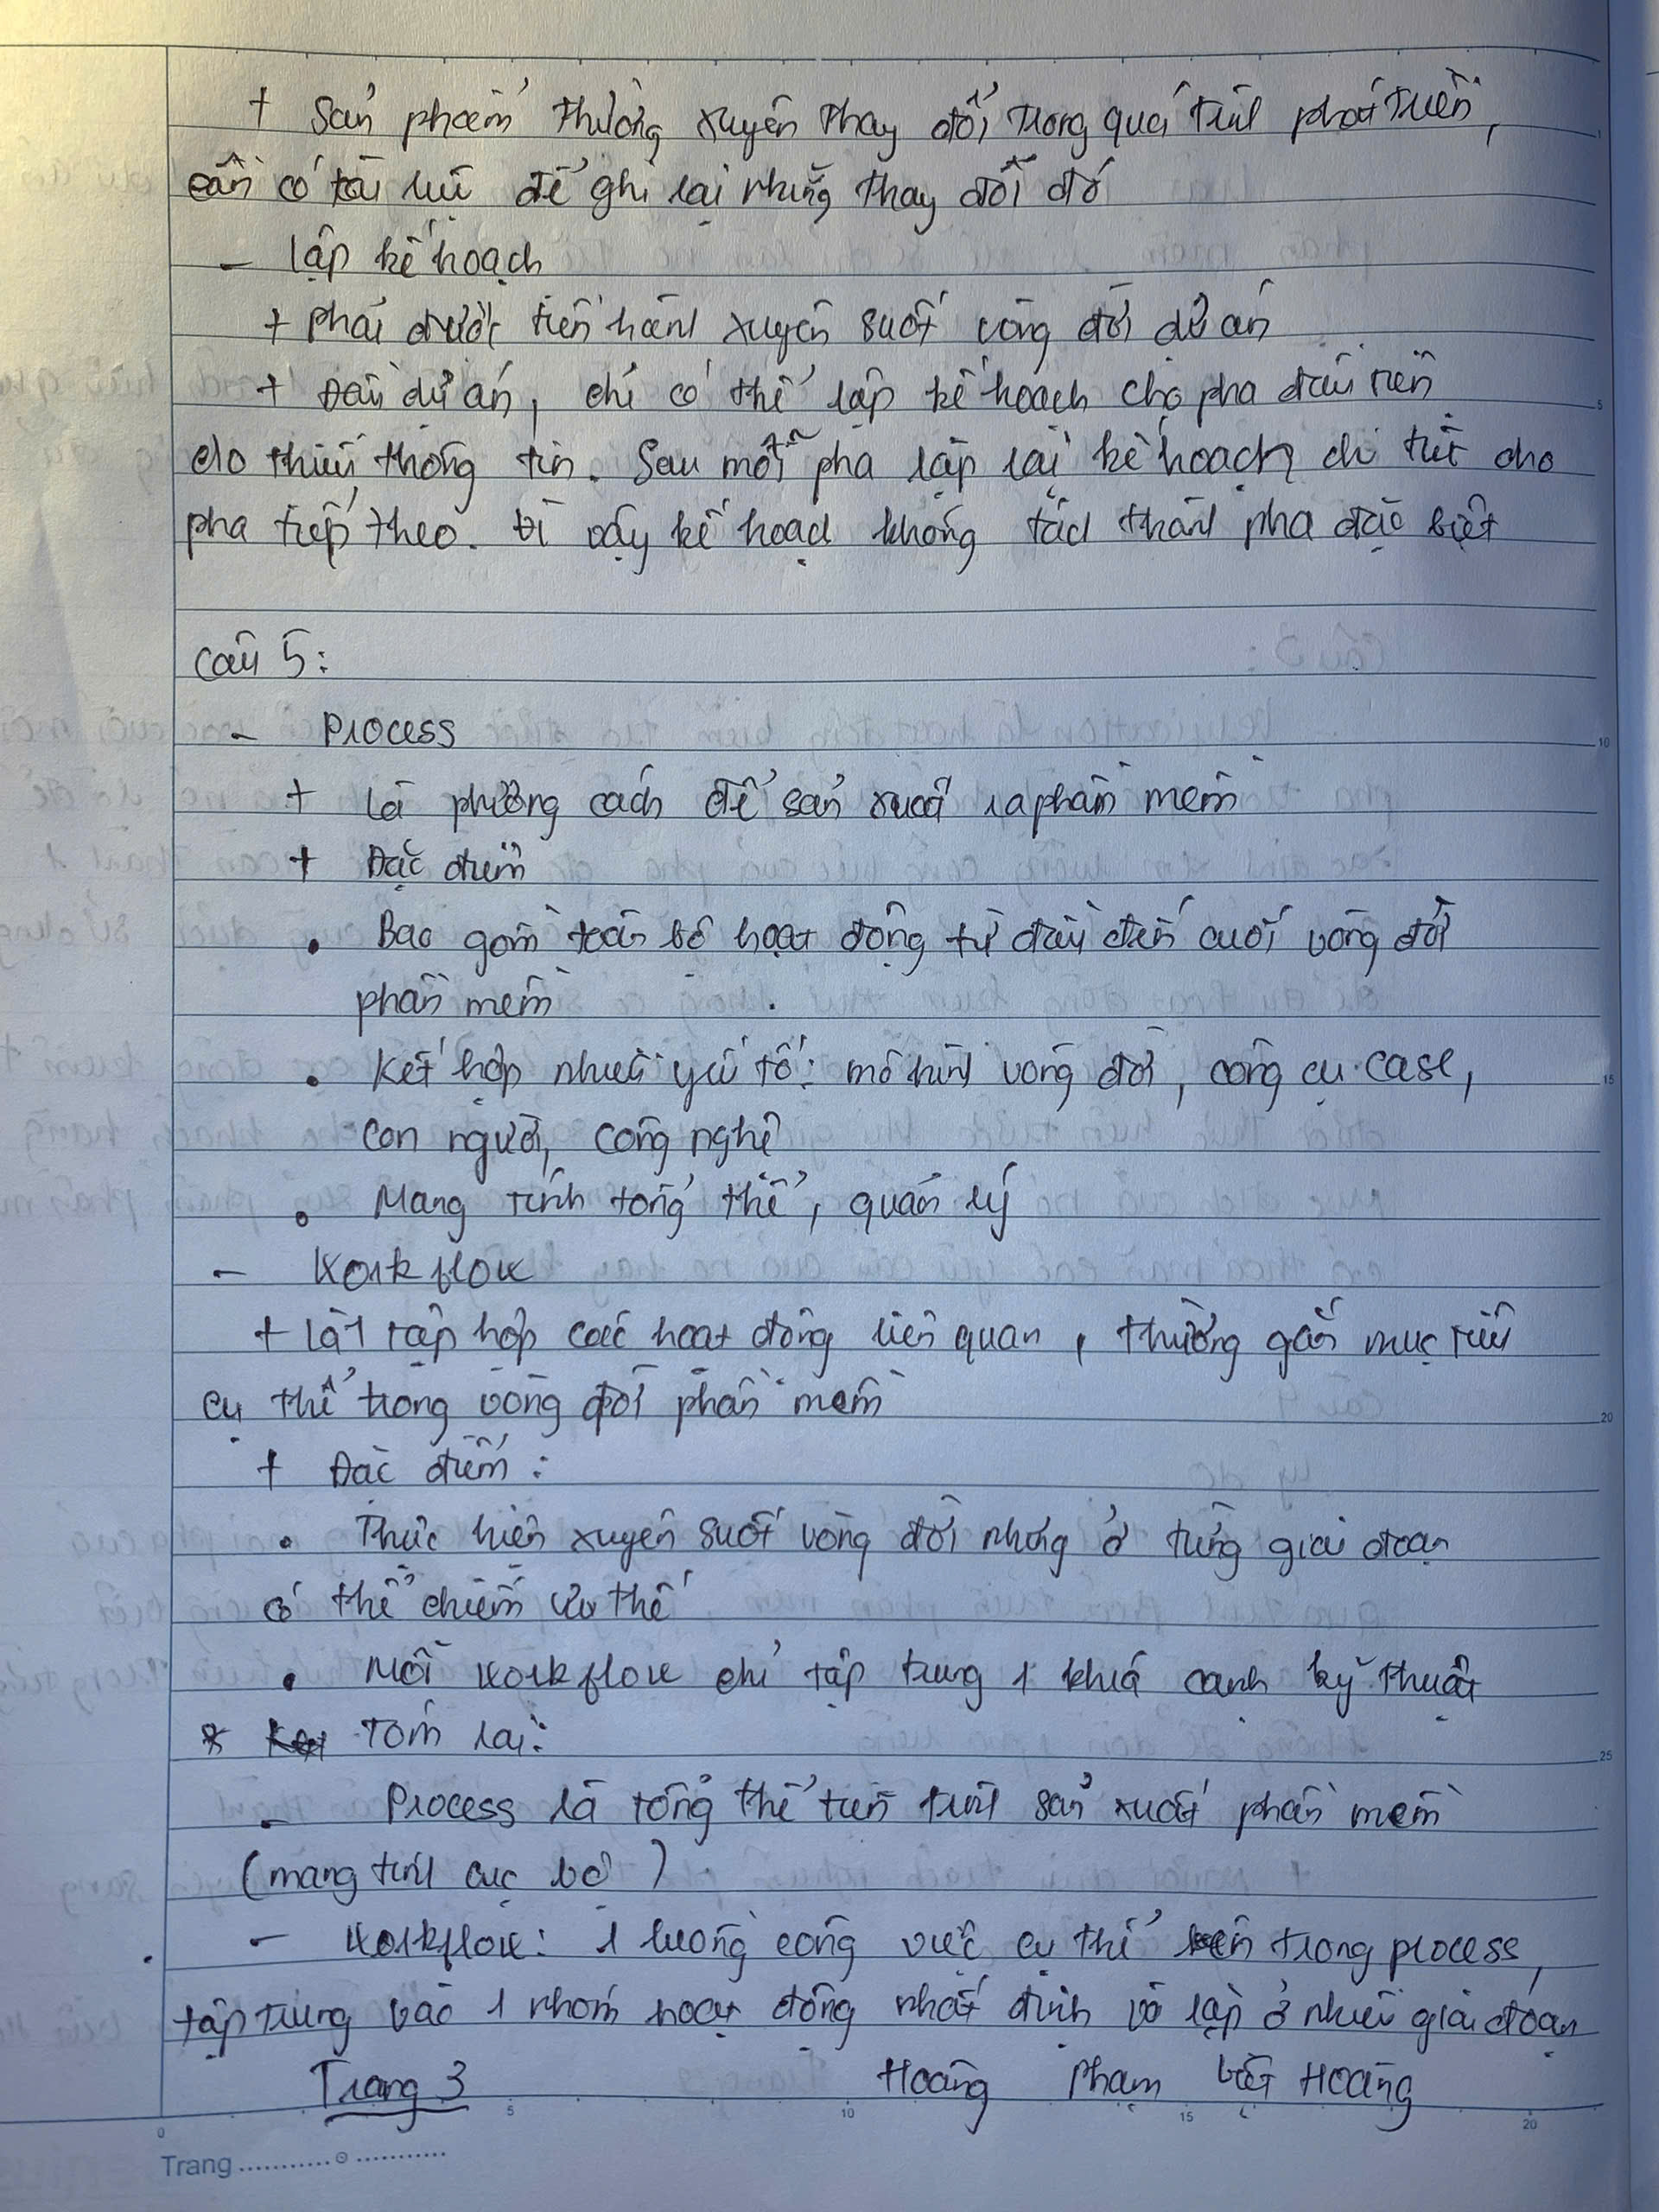 + Sản phẩm thường xuyên thay đổi trong quá trình phát triển,
cần có tài liệu để ghi lại những thay đổi đó
- Lập kế hoạch
+ phải được tiến hành xuyên suốt vòng đời dự án
+ Đầu dự án, chỉ có thể lập kế hoạch cho pha đầu tiên
do thiếu thông tin. Sau mỗi pha lập lại kế hoạch chi tiết cho
pha tiếp theo. Vì vậy kế hoạch không tách thành pha đặc biệt
Câu 5:
- Process
+ Là phương cách để sản xuất ra phần mềm
+ Đặc điểm
• Bao gồm toàn bộ hoạt động từ đầu đến cuối vòng đời
phần mềm
• Kết hợp nhiều yếu tố: mô hình vòng đời, công cụ case,
con người, công nghệ
• Mang tính tổng thể, quản lý
- Workflow
+ Là 1 tập hợp các hoạt động liên quan, thường gắn mục tiêu
cụ thể trong vòng đời phần mềm
+ Đặc điểm:
• Thực hiện xuyên suốt vòng đời nhưng ở từng giai đoạn
có thể chiếm ưu thế
• Mỗi workflow chỉ tập trung 1 khía cạnh kỹ thuật
* Tóm lại:
- Process là tổng thể tiến trình sản xuất phần mềm
(mang tính cục bộ)
- Workflow: 1 luồng công việc cụ thể trong process,
tập trung vào 1 nhóm hoạt động nhất định và lặp ở nhiều giai đoạn
Trang 3 Hoàng Phạm Việt Hoàng
Trang